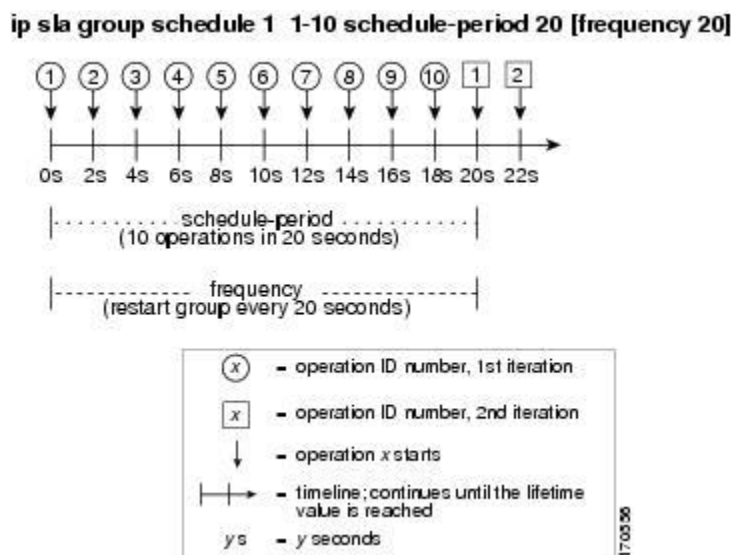 ip sla group schedule 1 1-10 schedule-period 20 [frequency 20]
1 2 3 4 5 6 7 8 9 10 1 2
0s 2s 4s 6s 8s 10s 12s 14s 16s 18s 20s 22s
schedule-period
(10 operations in 20 seconds)
frequency
(restart group every 20 seconds)
x - operation ID number, 1st iteration
x - operation ID number, 2nd iteration
- operation x starts
- timeline; continues until the lifetime
value is reached
y s - y seconds
170556